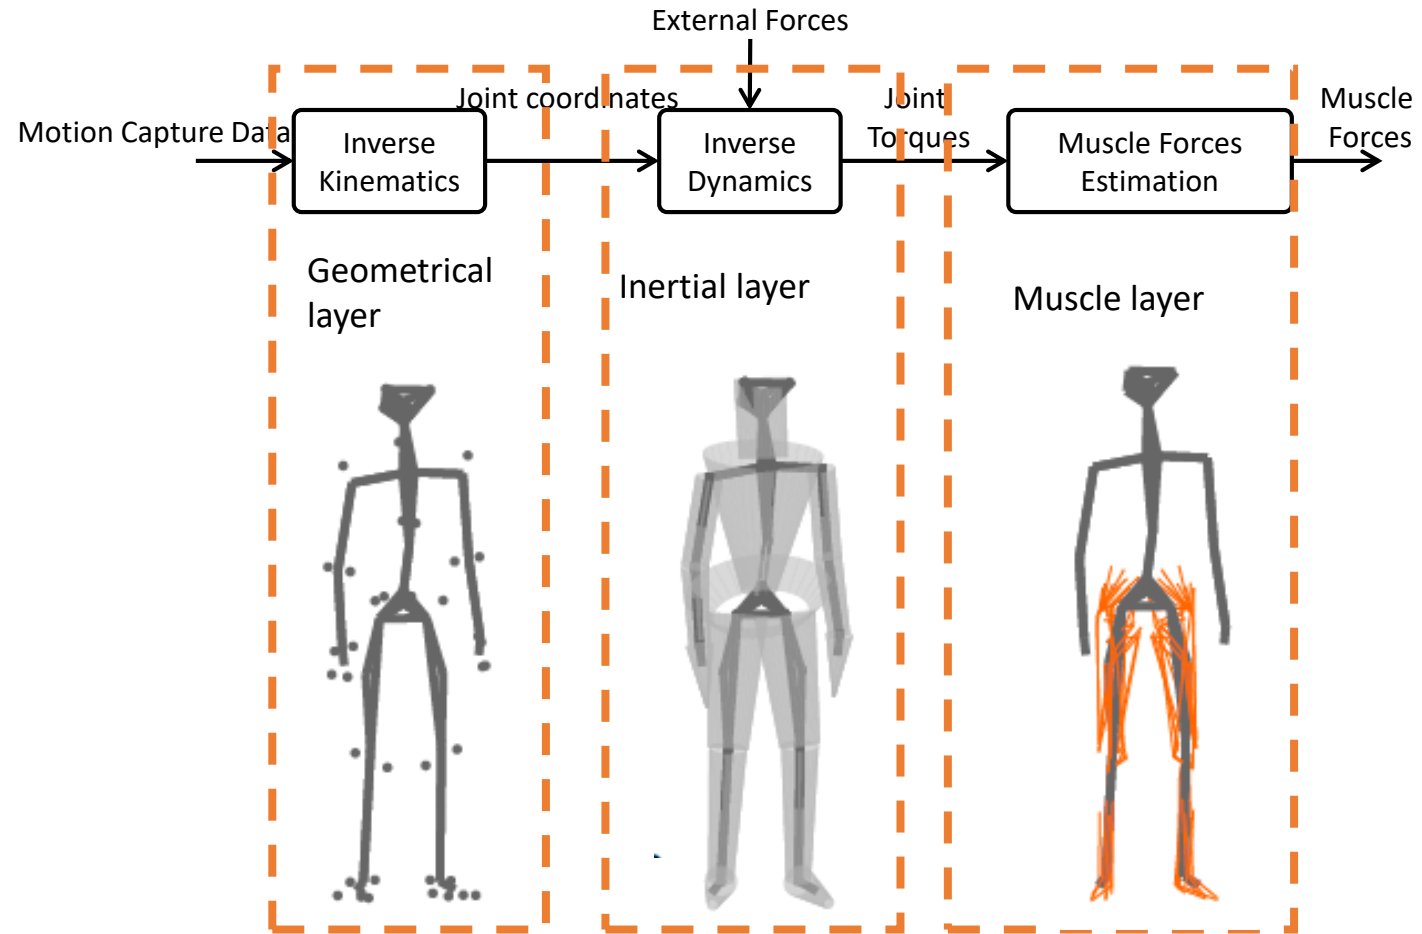 External Forces
Motion Capture Data
Joint coordinates
Joint
Torques
Muscle
Forces
Inverse
Kinematics
Inverse
Dynamics
Muscle Forces
Estimation
Geometrical
layer
Inertial layer
Muscle layer